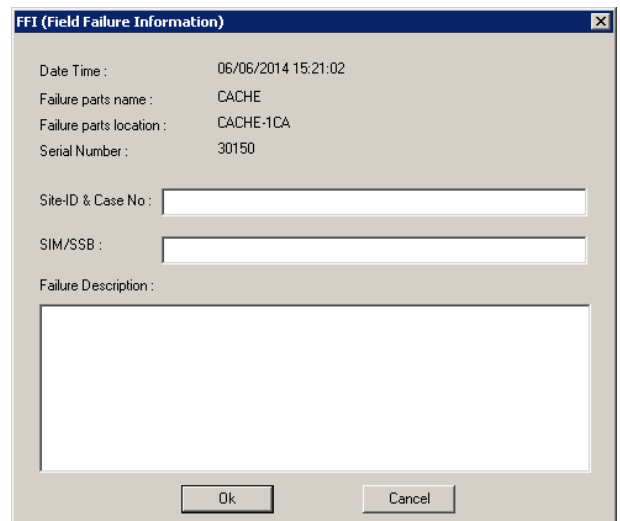 FFI (Field Failure Information)
Date Time : 06/06/2014 15:21:02
Failure parts name : CACHE
Failure parts location : CACHE-1CA
Serial Number : 30150
Site-ID & Case No :
SIM/SSB :
Failure Description :
Ok Cancel